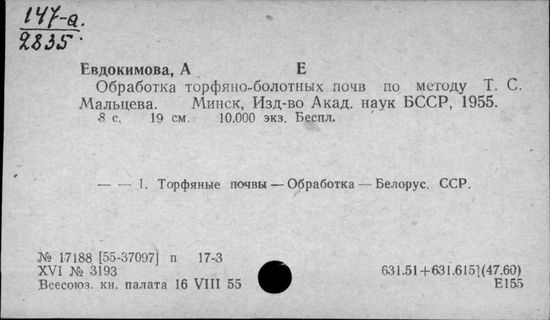 147-а.
2835
Евдокимова, А Е
Обработка торфяно-болотных почв по методу Т. С.
Мальцева. Минск, Изд-во Акад. наук БССР, 1955.
8 с. 19 см. 10.000 экз. Беспл.
— — 1. Торфяные почвы — Обработка — Белорус. ССР.
№ 17188 [55-37097] п 17-3
XVI № 3193
Всесоюз. кн. палата 16 VIII 55
631.51+631.615](47.60)
Е155